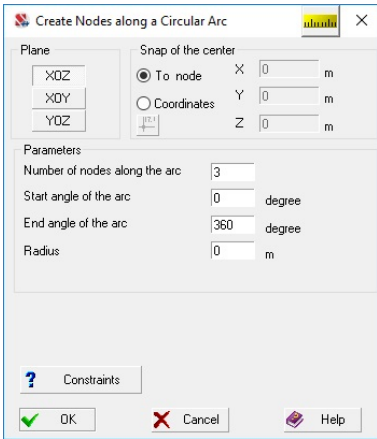 Create Nodes along a Circular Arc
Plane
XOZ
XOY
YOZ
Snap of the center
To node
Coordinates
X 0 m
Y 0 m
Z 0 m
Parameters
Number of nodes along the arc 3
Start angle of the arc 0 degree
End angle of the arc 360 degree
Radius 0 m
? Constraints
OK Cancel Help